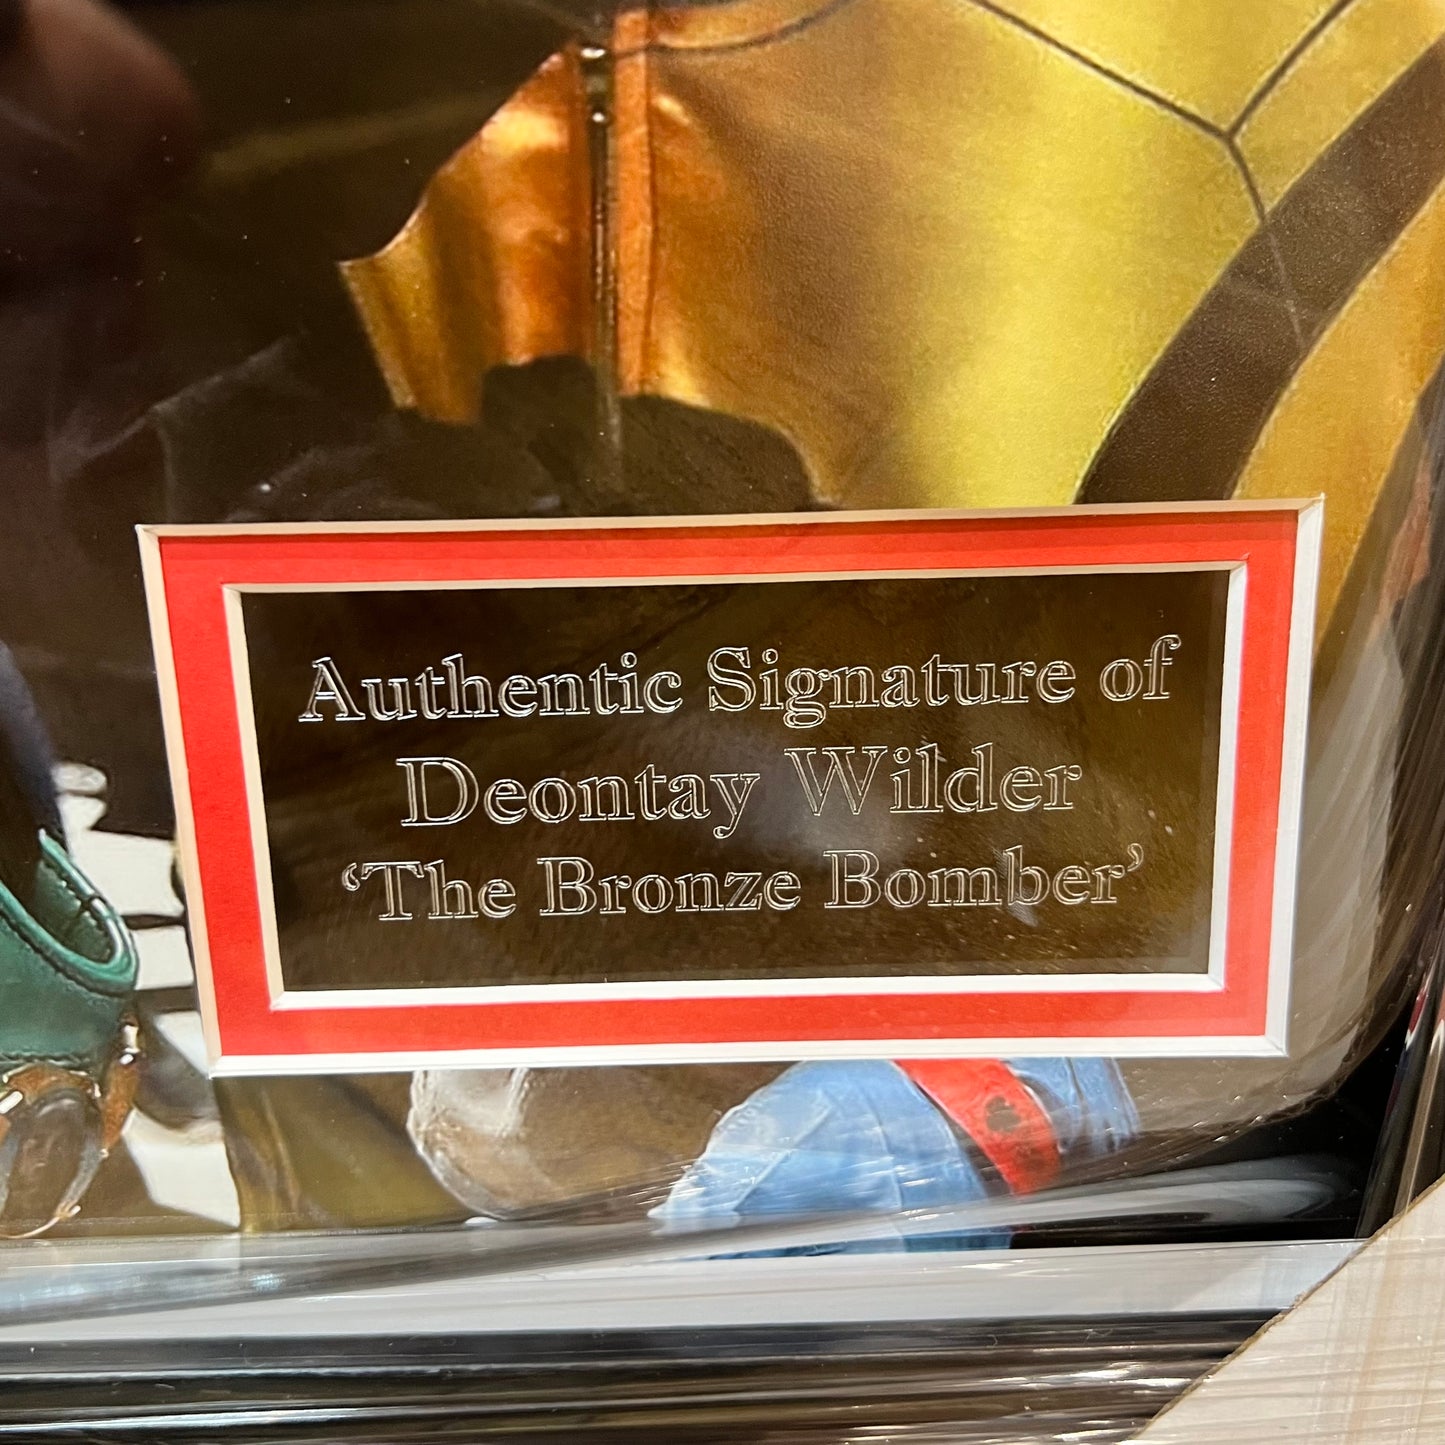 Authentic Signature of
Deontay Wilder
‘The Bronze Bomber’